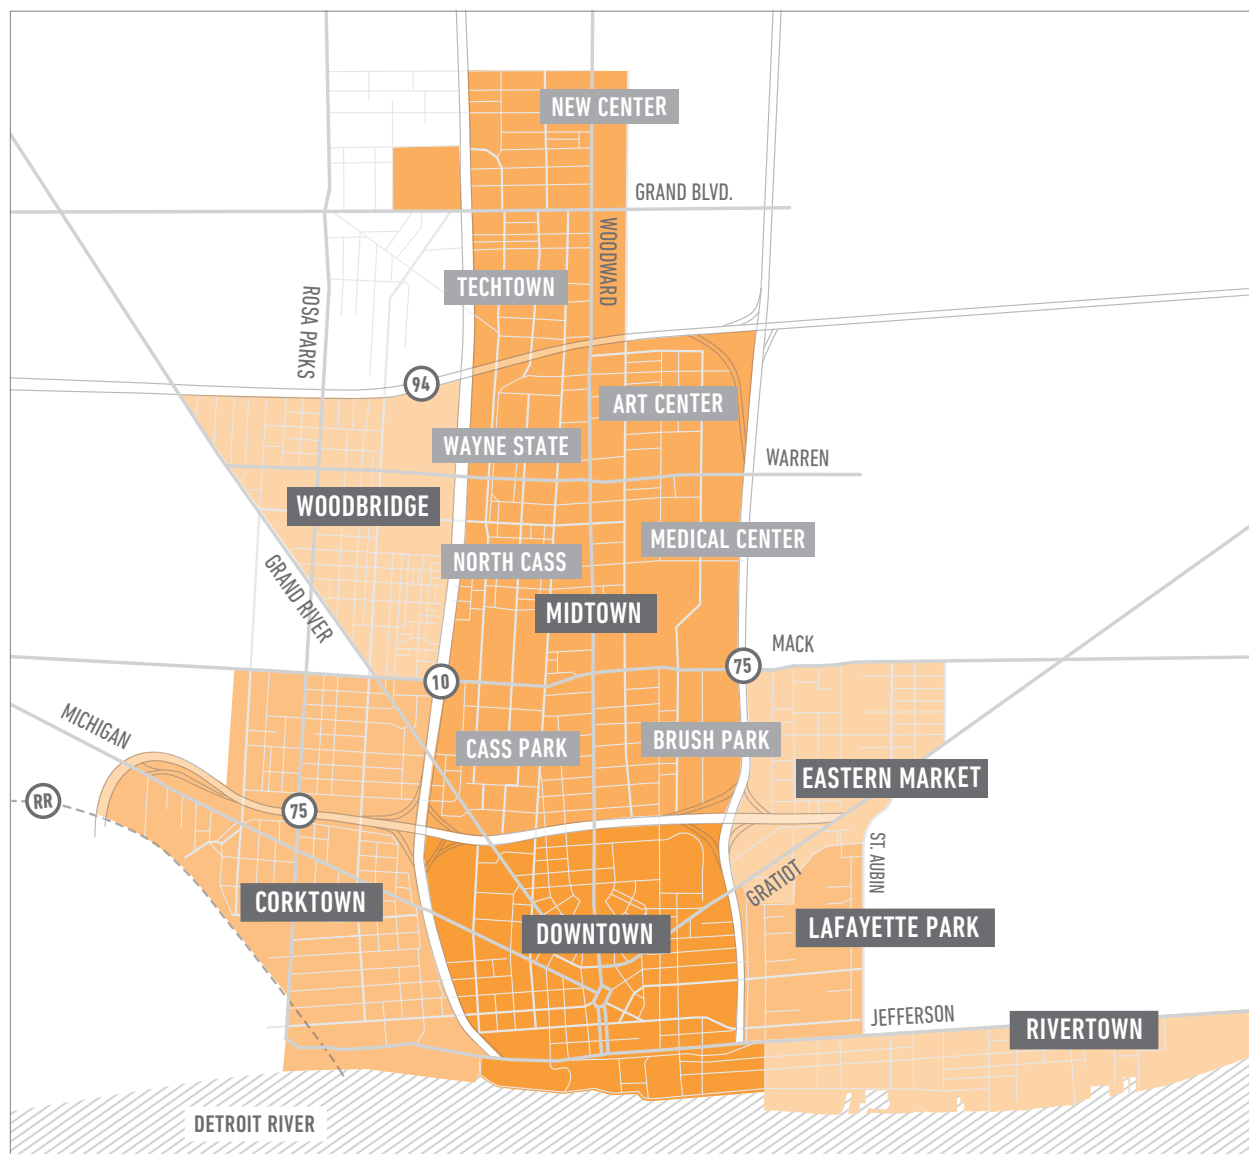 NEW CENTER
GRAND BLVD.
WOODWARD
TECHTOWN
ROSA PARKS
94
ART CENTER
WAYNE STATE
WARREN
WOODBRIDGE
MEDICAL CENTER
NORTH CASS
GRAND RIVER
MIDTOWN
MACK
75
10
MICHIGAN
CASS PARK
BRUSH PARK
EASTERN MARKET
RR
75
ST. AUBIN
GRATIOT
CORKTOWN
DOWNTOWN
LAFAYETTE PARK
JEFFERSON
RIVERTOWN
DETROIT RIVER